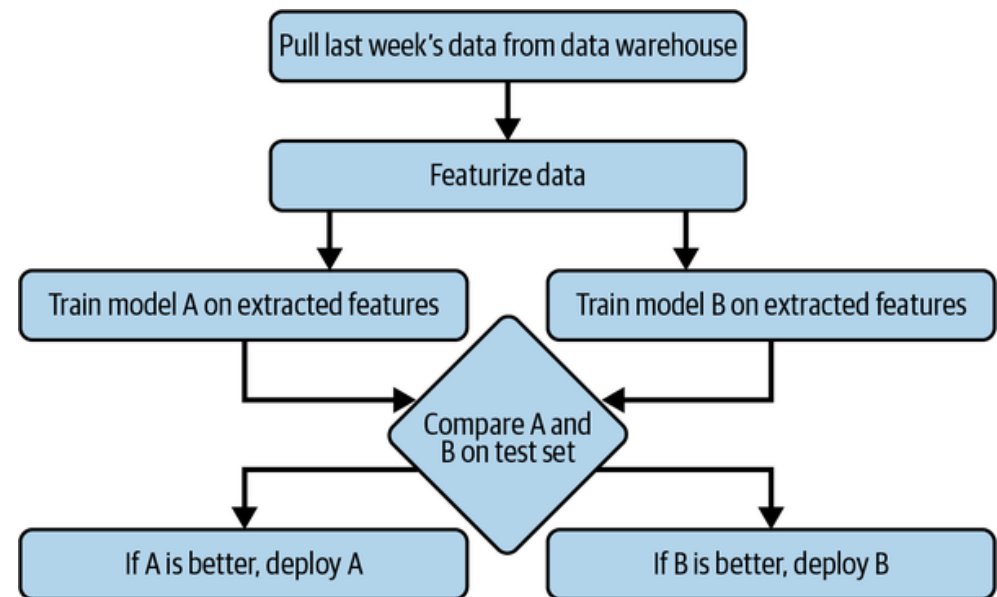 Pull last week’s data from data warehouse
Featurize data
Train model A on extracted features
Train model B on extracted features
Compare A and
B on test set
If A is better, deploy A
If B is better, deploy B